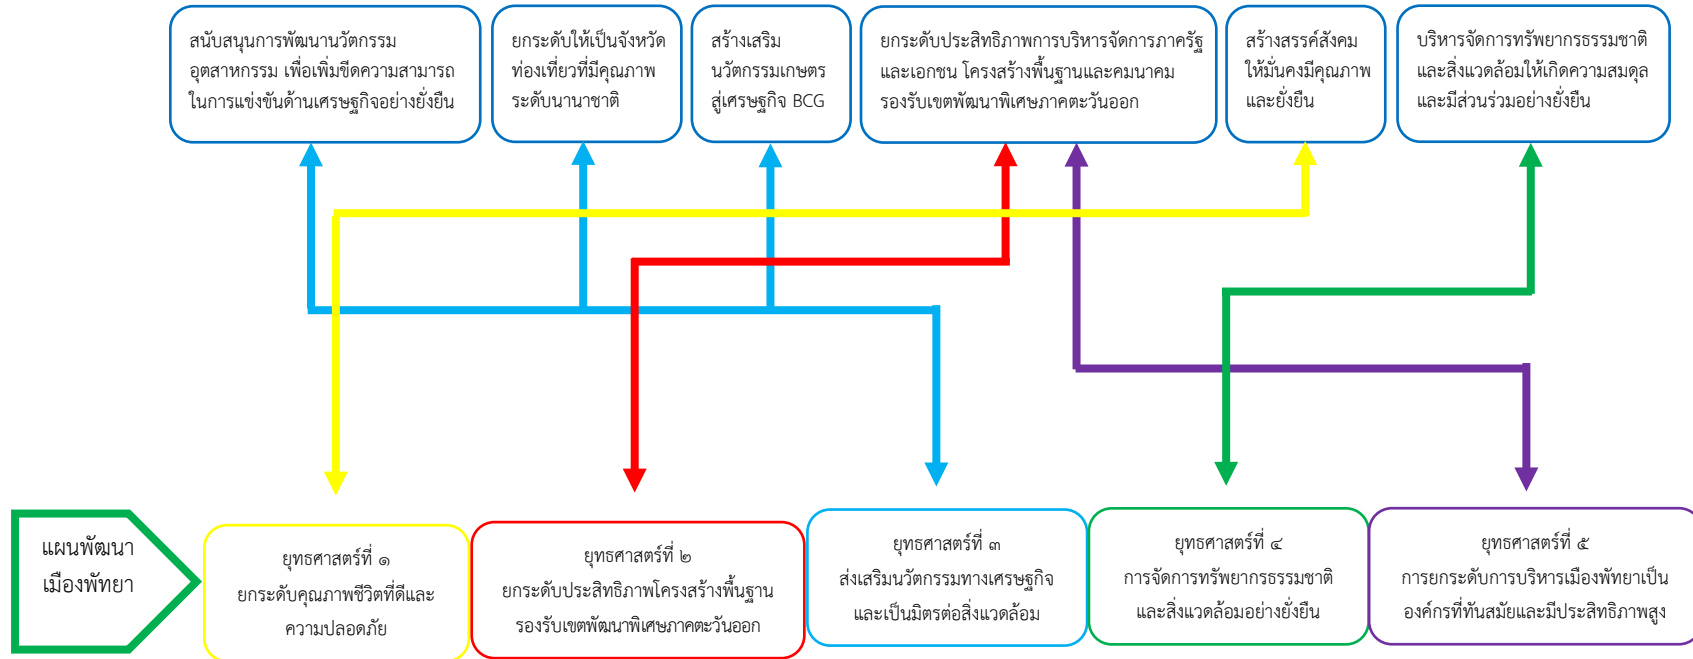 สนับสนุนการพัฒนานวัตกรรม
อุตสาหกรรม เพื่อเพิ่มขีดความสามารถ
ในการแข่งขันด้านเศรษฐกิจอย่างยั่งยืน
ยกระดับให้เป็นจังหวัด
ท่องเที่ยวที่มีคุณภาพ
ระดับนานาชาติ
สร้างเสริม
นวัตกรรมเกษตร
สู่เศรษฐกิจ BCG
ยกระดับประสิทธิภาพการบริหารจัดการภาครัฐ
และเอกชน โครงสร้างพื้นฐานและคมนาคม
รองรับเขตพัฒนาพิเศษภาคตะวันออก
สร้างสรรค์สังคม
ให้มั่นคงมีคุณภาพ
และยั่งยืน
บริหารจัดการทรัพยากรธรรมชาติ
และสิ่งแวดล้อมให้เกิดความสมดุล
และมีส่วนร่วมอย่างยั่งยืน
แผนพัฒนา
เมืองพัทยา
ยุทธศาสตร์ที่ ๑
ยกระดับคุณภาพชีวิตที่ดีและ
ความปลอดภัย
ยุทธศาสตร์ที่ ๒
ยกระดับประสิทธิภาพโครงสร้างพื้นฐาน
รองรับเขตพัฒนาพิเศษภาคตะวันออก
ยุทธศาสตร์ที่ ๓
ส่งเสริมนวัตกรรมทางเศรษฐกิจ
และเป็นมิตรต่อสิ่งแวดล้อม
ยุทธศาสตร์ที่ ๔
การจัดการทรัพยากรธรรมชาติ
และสิ่งแวดล้อมอย่างยั่งยืน
ยุทธศาสตร์ที่ ๕
การยกระดับการบริหารเมืองพัทยาเป็น
องค์กรที่ทันสมัยและมีประสิทธิภาพสูง